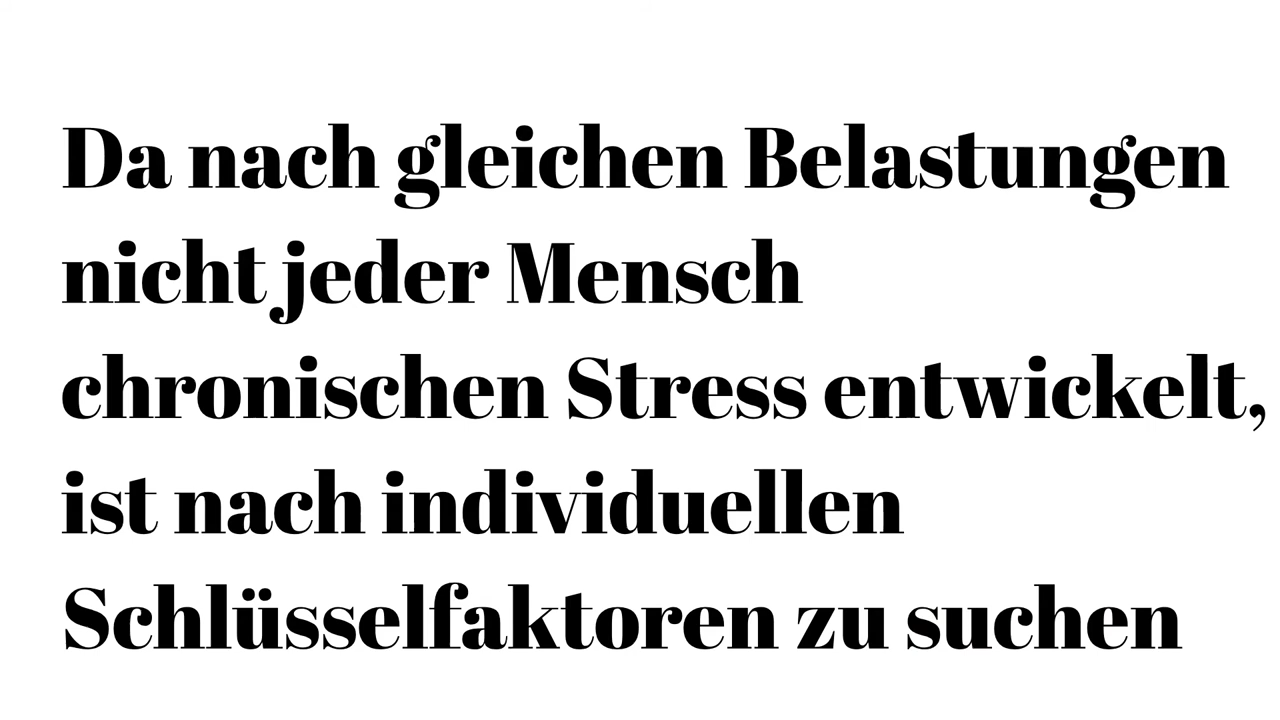 Da nach gleichen Belastungen
nicht jeder Mensch
chronischen Stress entwickelt,
ist nach individuellen
Schlüsselfaktoren zu suchen